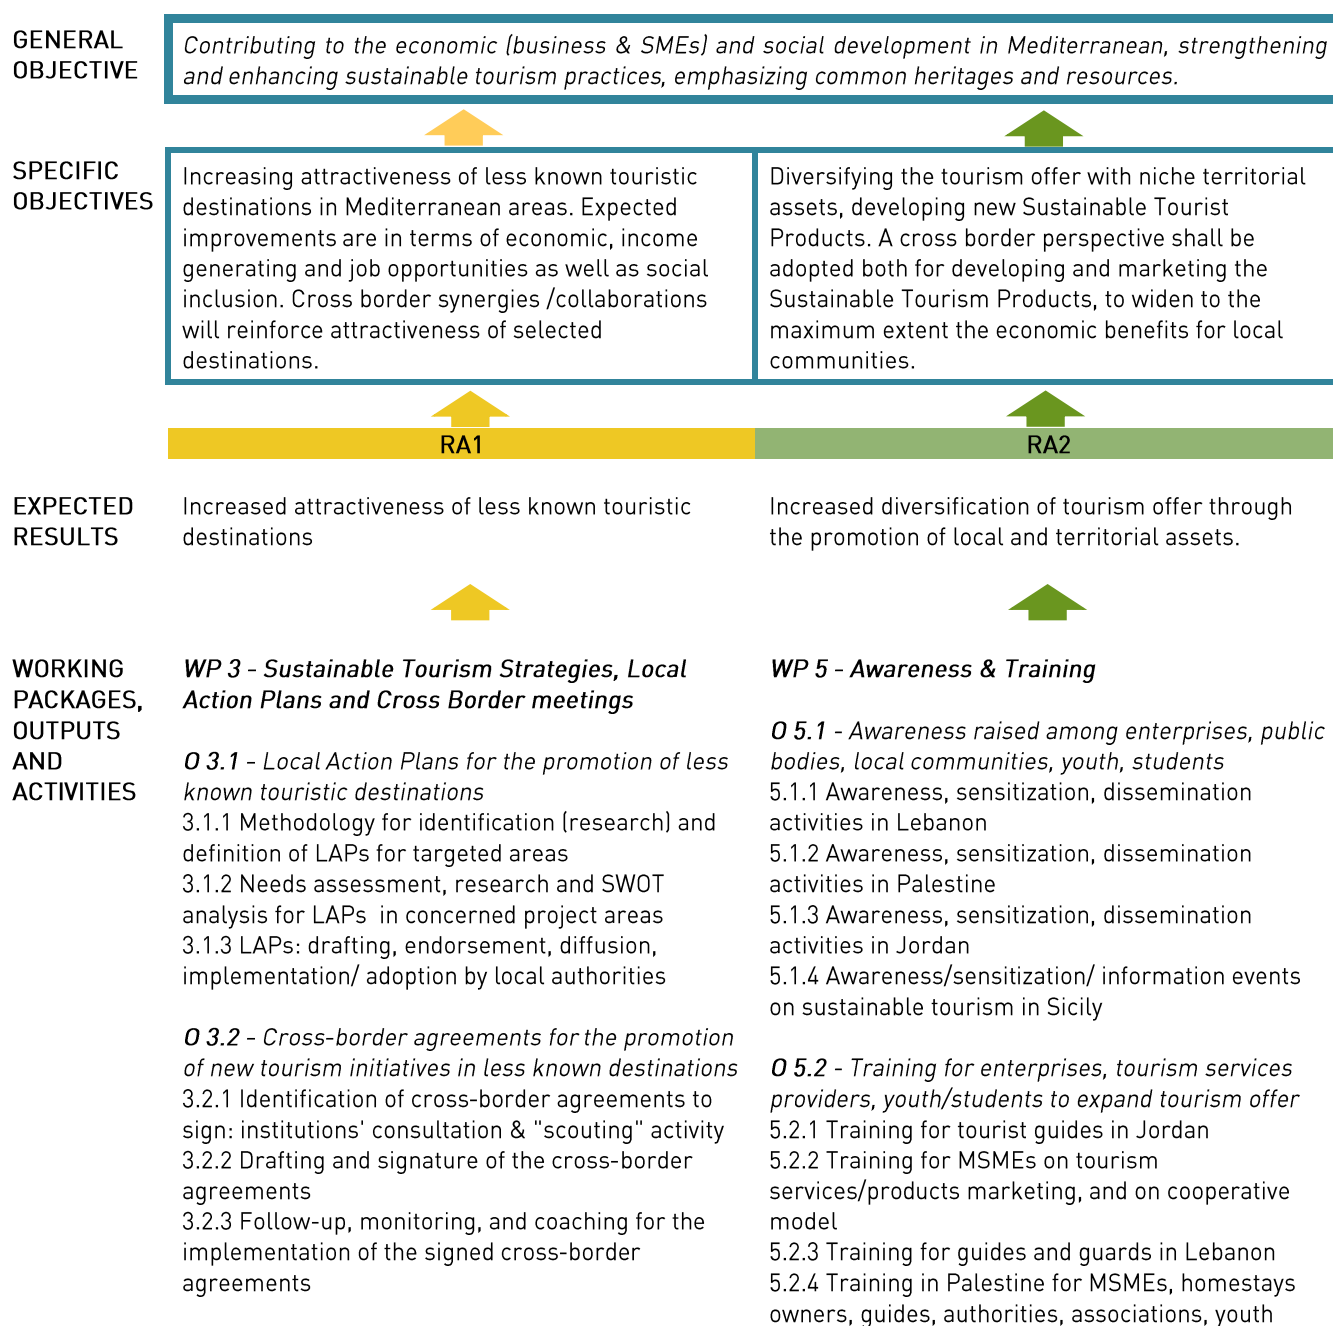 GENERAL
OBJECTIVE
Contributing to the economic (business & SMEs) and social development in Mediterranean, strengthening
and enhancing sustainable tourism practices, emphasizing common heritages and resources.
SPECIFIC
OBJECTIVES
Increasing attractiveness of less known touristic
destinations in Mediterranean areas. Expected
improvements are in terms of economic, income
generating and job opportunities as well as social
inclusion. Cross border synergies /collaborations
will reinforce attractiveness of selected
destinations.
Diversifying the tourism offer with niche territorial
assets, developing new Sustainable Tourist
Products. A cross border perspective shall be
adopted both for developing and marketing the
Sustainable Tourism Products, to widen to the
maximum extent the economic benefits for local
communities.
RA1
RA2
EXPECTED
RESULTS
Increased attractiveness of less known touristic
destinations
Increased diversification of tourism offer through
the promotion of local and territorial assets.
WORKING
PACKAGES,
OUTPUTS
AND
ACTIVITIES
WP 3 - Sustainable Tourism Strategies, Local
Action Plans and Cross Border meetings
O 3.1 - Local Action Plans for the promotion of less
known touristic destinations
3.1.1 Methodology for identification (research) and
definition of LAPs for targeted areas
3.1.2 Needs assessment, research and SWOT
analysis for LAPs  in concerned project areas
3.1.3 LAPs: drafting, endorsement, diffusion,
implementation/ adoption by local authorities
O 3.2 - Cross-border agreements for the promotion
of new tourism initiatives in less known destinations
3.2.1 Identification of cross-border agreements to
sign: institutions' consultation & "scouting" activity
3.2.2 Drafting and signature of the cross-border
agreements
3.2.3 Follow-up, monitoring, and coaching for the
implementation of the signed cross-border
agreements
WP 5 - Awareness & Training
O 5.1 - Awareness raised among enterprises, public
bodies, local communities, youth, students
5.1.1 Awareness, sensitization, dissemination
activities in Lebanon
5.1.2 Awareness, sensitization, dissemination
activities in Palestine
5.1.3 Awareness, sensitization, dissemination
activities in Jordan
5.1.4 Awareness/sensitization/ information events
on sustainable tourism in Sicily
O 5.2 - Training for enterprises, tourism services
providers, youth/students to expand tourism offer
5.2.1 Training for tourist guides in Jordan
5.2.2 Training for MSMEs on tourism
services/products marketing, and on cooperative
model
5.2.3 Training for guides and guards in Lebanon
5.2.4 Training in Palestine for MSMEs, homestays
owners, guides, authorities, associations, youth